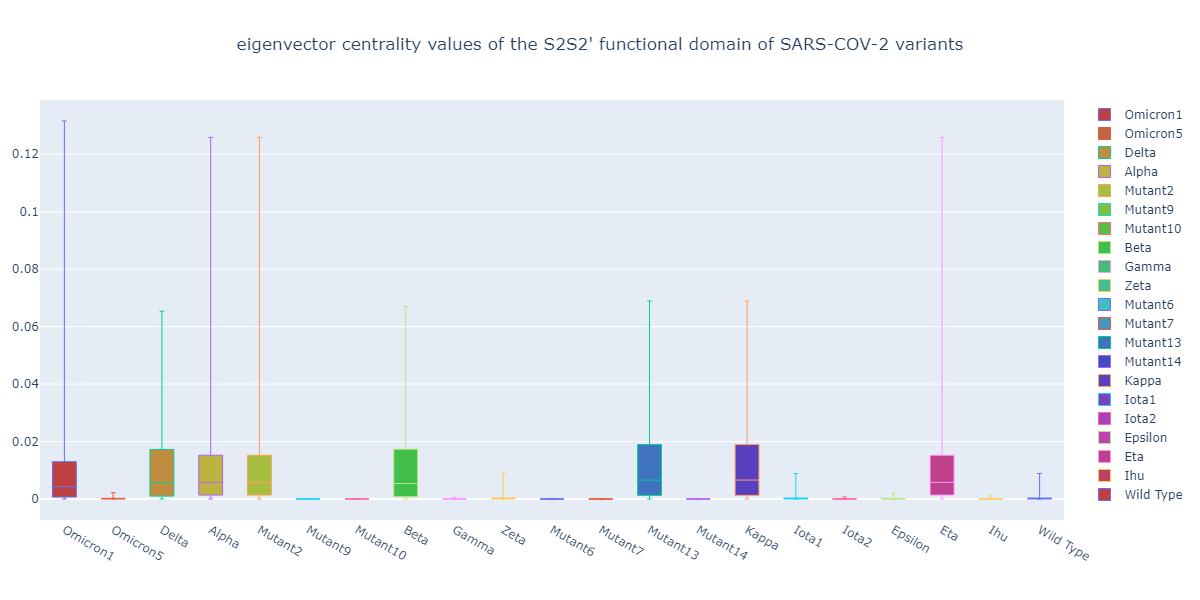 eigenvector centrality values of the S2S2' functional domain of SARS-COV-2 variants
0.12
0.1
0.08
0.06
0.04
0.02
0
Omicron1
Omicron5
Delta
Alpha
Mutant2
Mutant9
Mutant10
Beta
Gamma
Zeta
Mutant6
Mutant7
Mutant13
Mutant14
Kappa
Iota1
Iota2
Epsilon
Eta
Ihu
Wild Type
Omicron1
Omicron5
Delta
Alpha
Mutant2
Mutant9
Mutant10
Beta
Gamma
Zeta
Mutant6
Mutant7
Mutant13
Mutant14
Kappa
Iota1
Iota2
Epsilon
Eta
Ihu
Wild Type